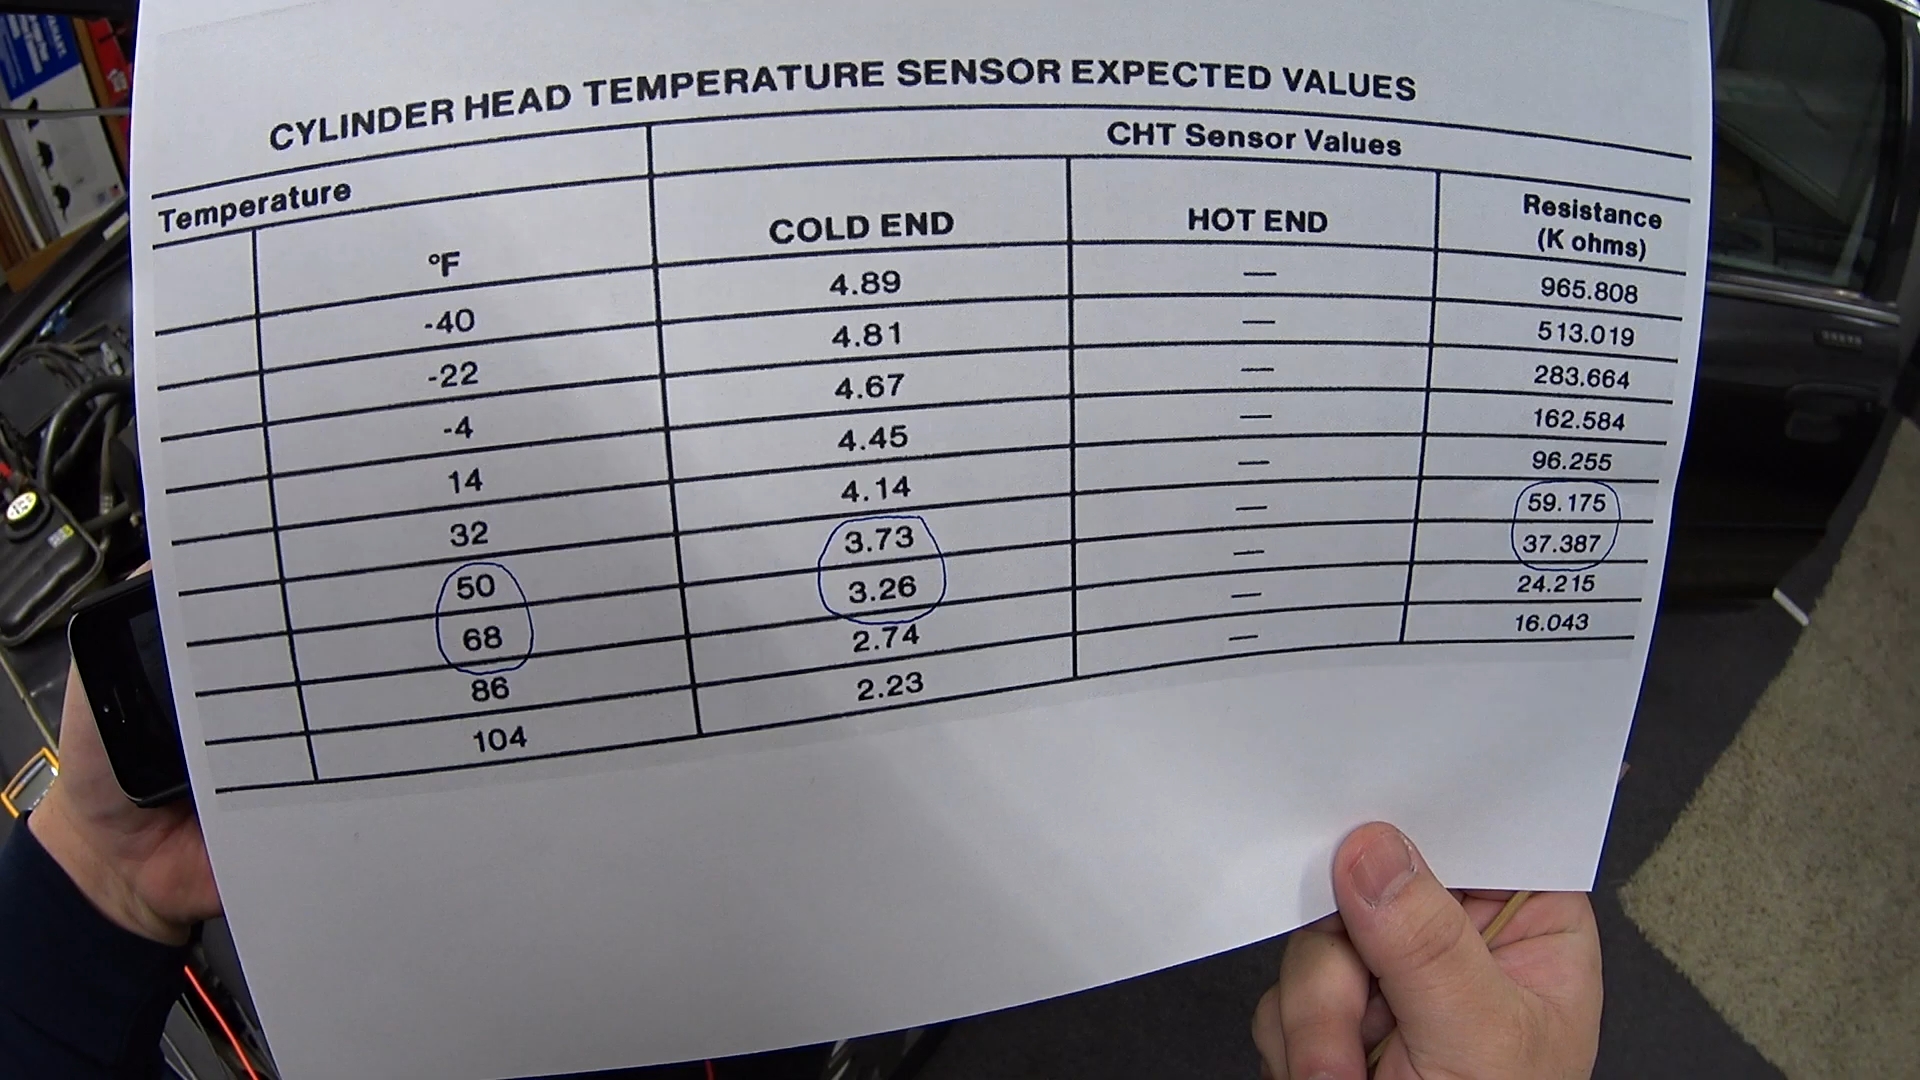 CYLINDER HEAD TEMPERATURE SENSOR EXPECTED VALUES
Temperature CHT Sensor Values
°F COLD END HOT END Resistance
(K ohms)
-40 4.89 — 965.808
-22 4.81 — 513.019
-4 4.67 — 283.664
14 4.45 — 162.584
32 4.14 — 96.255
50 3.73 — 59.175
68 3.26 — 37.387
86 2.74 — 24.215
104 2.23 — 16.043